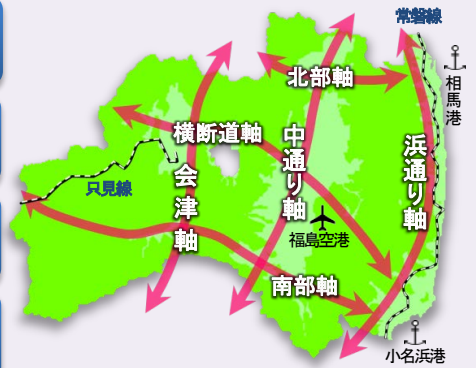 常磐線
相馬港
北部軸
横断道軸
中通り軸
浜通り軸
会津軸
只見線
福島空港
南部軸
小名浜港